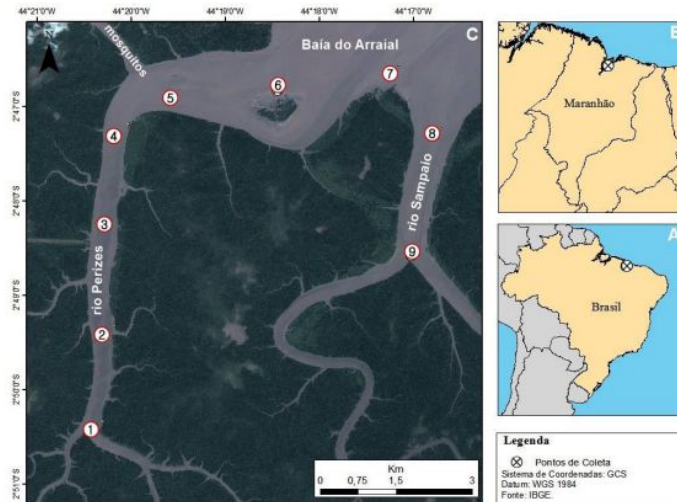 44°21'0"O 44°20'0"O 44°19'0"O 44°18'0"O 44°17'0"O
mosquitos
Baía do Arraial
C
2°47'0"S
2°48'0"S
2°49'0"S
2°50'0"S
2°51'0"S
1
2
3
4
5
6
7
8
9
rio Perizes
rio Sampaio
Km
0 0,75 1,5 3
B
Maranhão
A
Brasil
Legenda
Pontos de Coleta
Sistema de Coordenadas: GCS
Datum: WGS 1984
Fonte: IBGE.